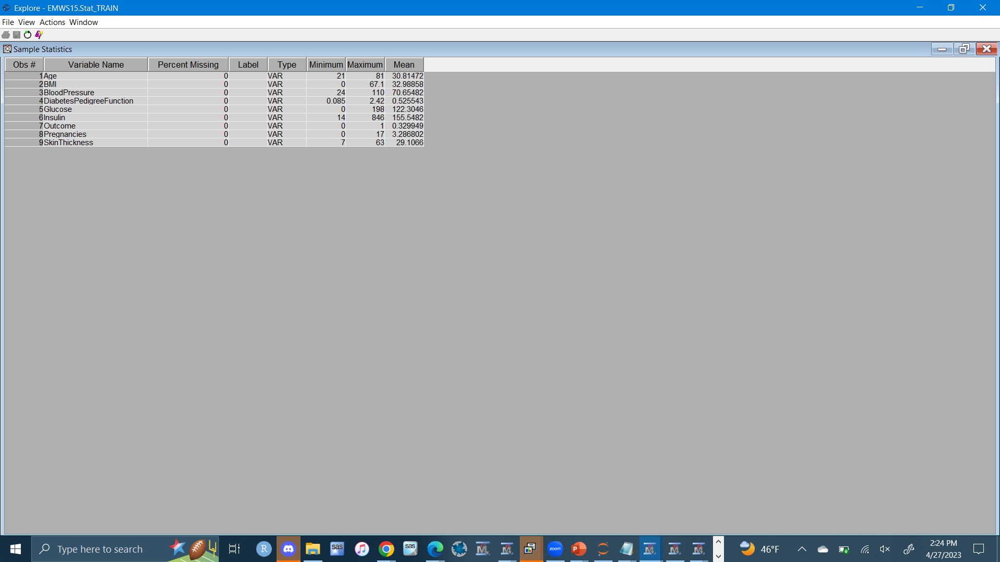 Explore - EMWS15.Stat_TRAIN
File View Actions Window
Sample Statistics
Obs # Variable Name Percent Missing Label Type Minimum Maximum Mean
1 Age 0 VAR 21 81 30.81472
2 BMI 0 VAR 0 67.1 32.98858
3 BloodPressure 0 VAR 24 110 70.65482
4 DiabetesPedigreeFunction 0 VAR 0.085 2.42 0.525543
5 Glucose 0 VAR 0 198 122.3046
6 Insulin 0 VAR 14 846 155.5482
7 Outcome 0 VAR 0 1 0.329949
8 Pregnancies 0 VAR 0 17 3.286802
9 SkinThickness 0 VAR 7 63 29.1066
Type here to search R sas sas zoom P 46°F 2:24 PM
4/27/2023